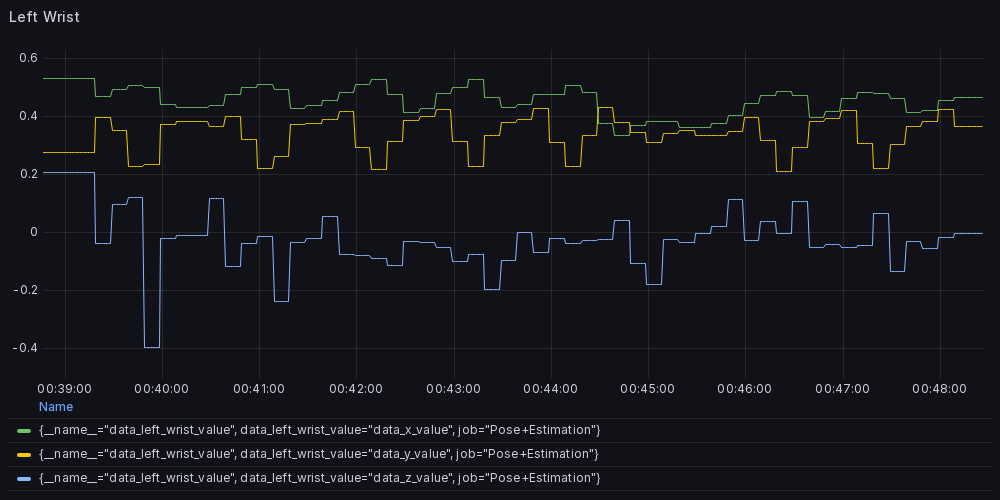 Left Wrist
0.6
0.4
0.2
0
-0.2
-0.4
00:39:00 00:40:00 00:41:00 00:42:00 00:43:00 00:44:00 00:45:00 00:46:00 00:47:00 00:48:00
Name
{__name__="data_left_wrist_value", data_left_wrist_value="data_x_value", job="Pose+Estimation"}
{__name__="data_left_wrist_value", data_left_wrist_value="data_y_value", job="Pose+Estimation"}
{__name__="data_left_wrist_value", data_left_wrist_value="data_z_value", job="Pose+Estimation"}